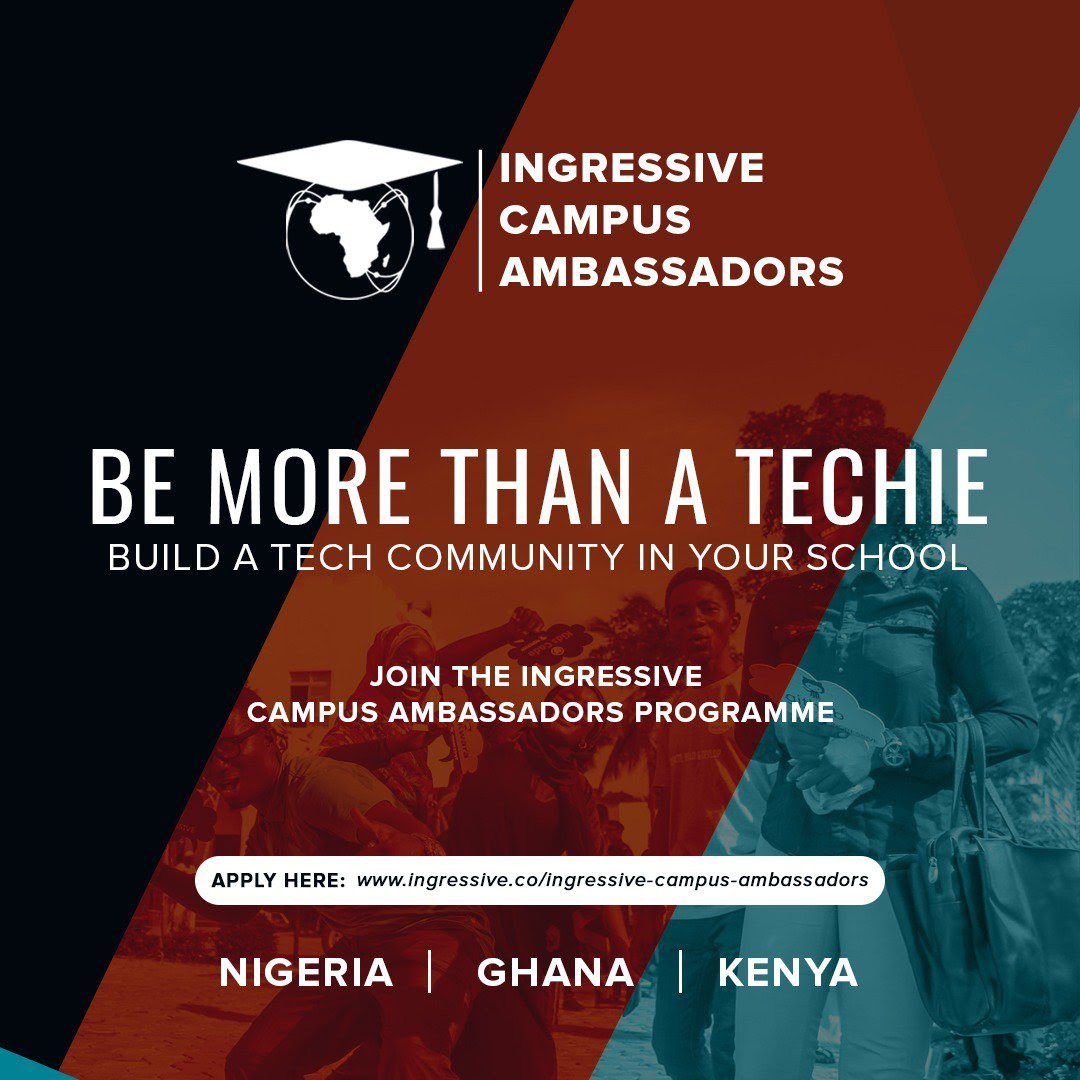 INGRESSIVE
CAMPUS
AMBASSADORS
BE MORE THAN A TECHIE
BUILD A TECH COMMUNITY IN YOUR SCHOOL
JOIN THE INGRESSIVE
CAMPUS AMBASSADORS PROGRAMME
APPLY HERE: www.ingressive.co/ingressive-campus-ambassadors
NIGERIA | GHANA | KENYA